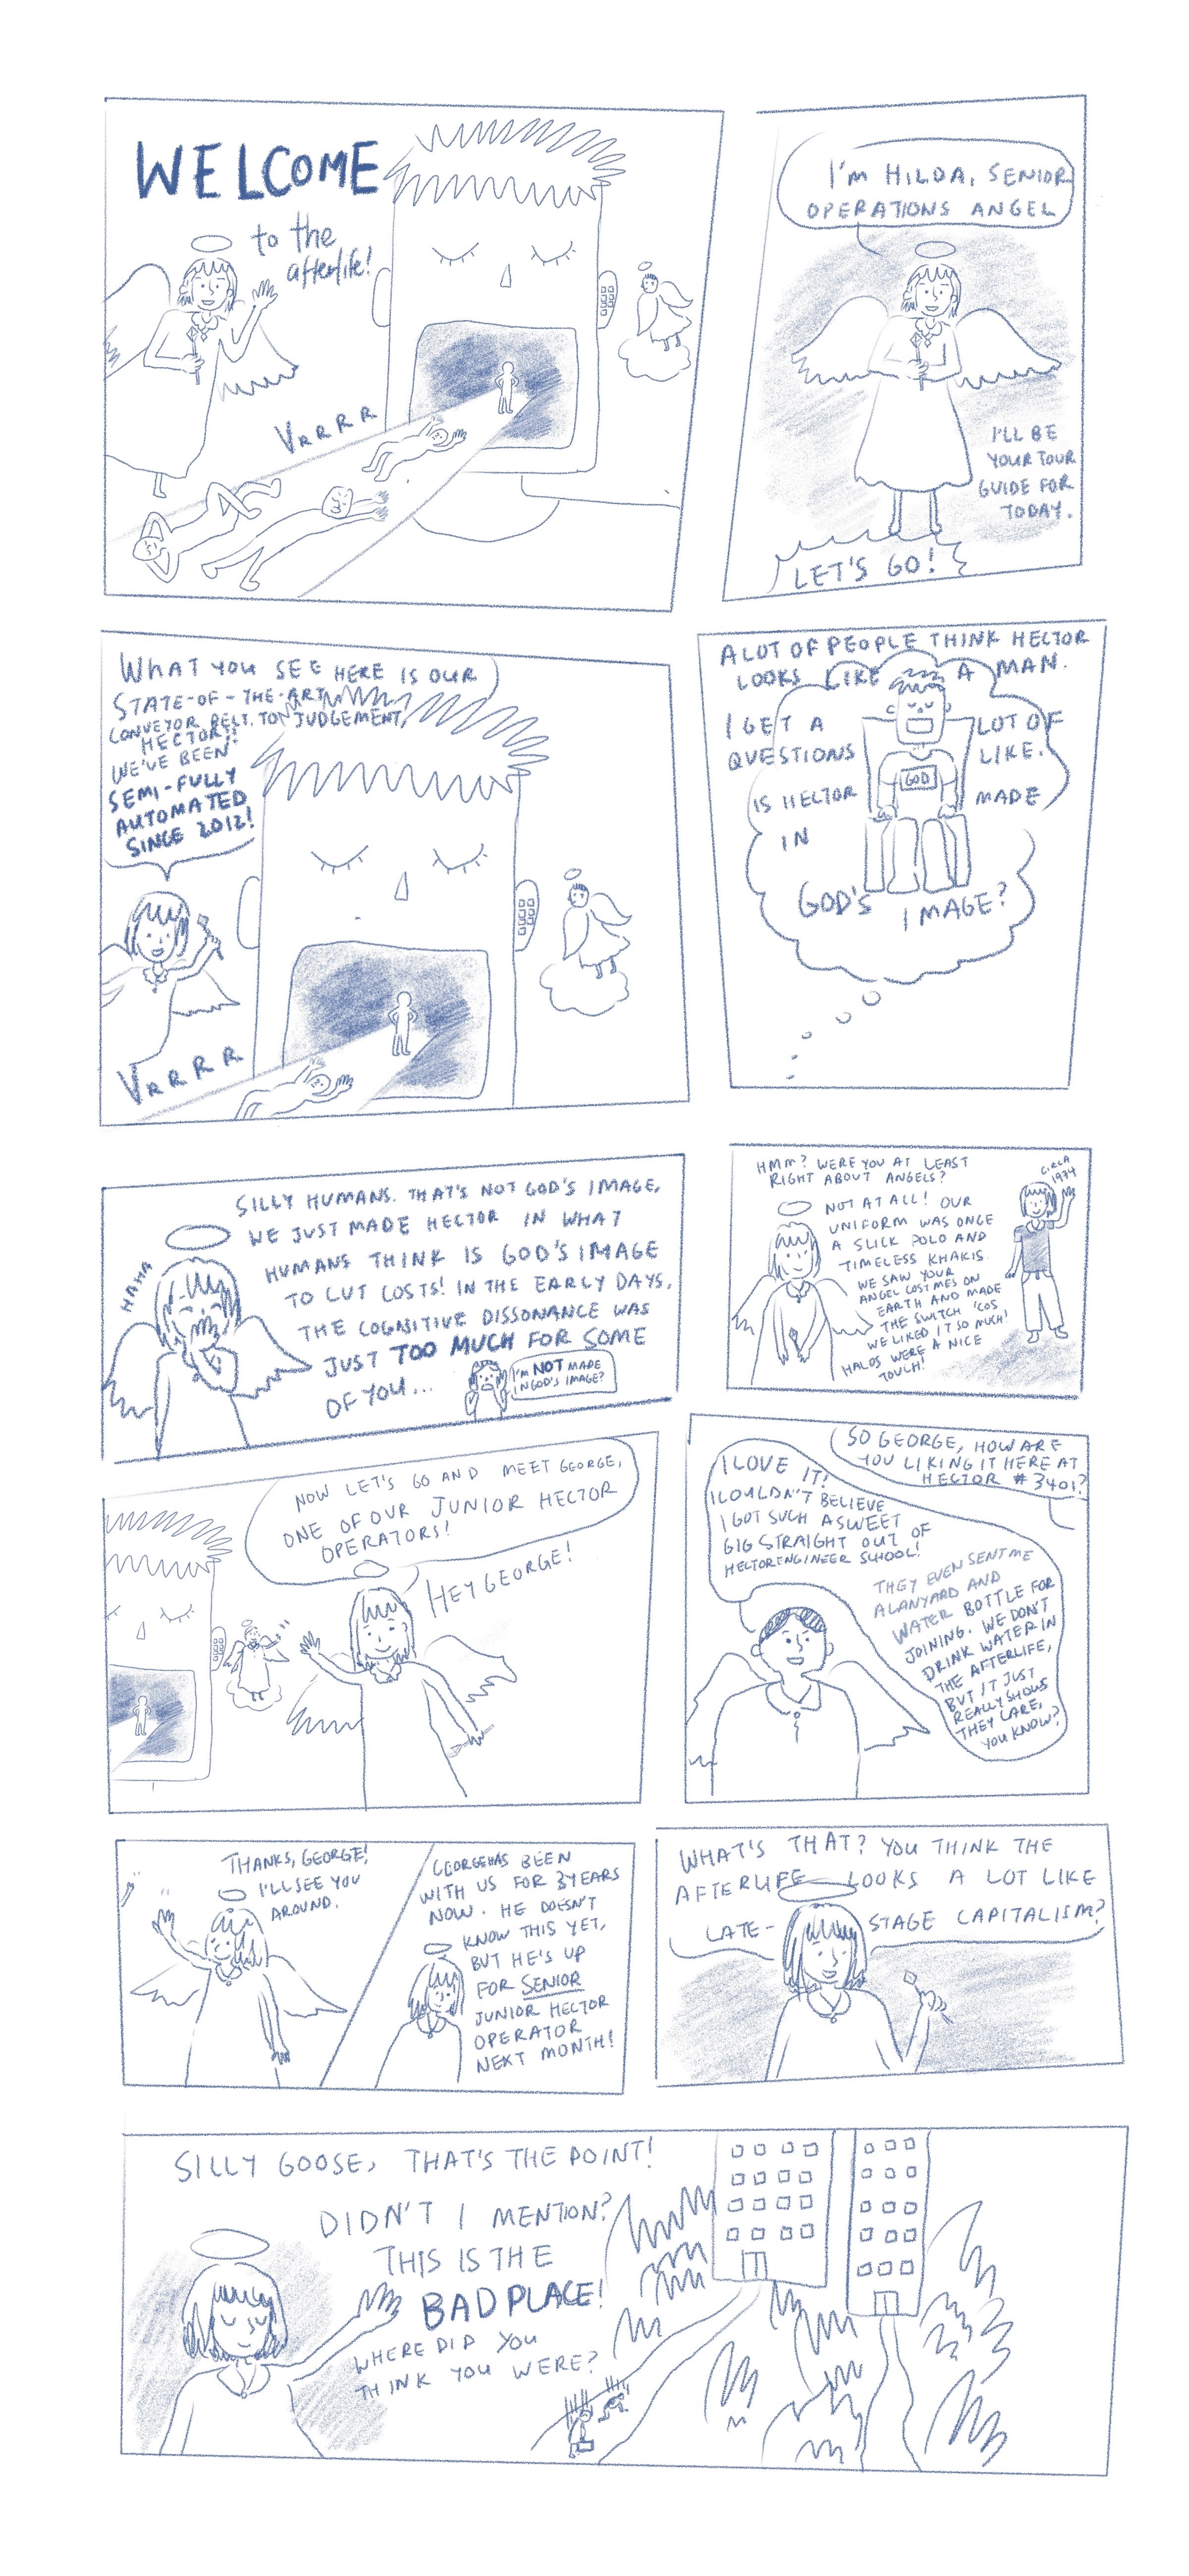 WELCOME
to the
afterlife!
VRRRR
I'M HILDA, SENIOR
OPERATIONS ANGEL
I'LL BE
YOUR TOUR
GUIDE FOR
TODAY.
LET'S GO!
WHAT YOU SEE HERE IS OUR
STATE-OF-THE-ART
CONVEYOR BELT TO JUDGEMENT,
HECTOR!
WE'VE BEEN
SEMI-FULLY
AUTOMATED
SINCE 2012!
VRRRR
A LOT OF PEOPLE THINK HECTOR
LOOKS LIKE A MAN.
I GET A LOT OF
QUESTIONS LIKE.
IS HECTOR MADE
IN
GOD
GOD'S IMAGE?
SILLY HUMANS. THAT'S NOT GOD'S IMAGE,
WE JUST MADE HECTOR IN WHAT
HUMANS THINK IS GOD'S IMAGE
TO CUT COSTS! IN THE EARLY DAYS,
THE COGNITIVE DISSONANCE WAS
JUST TOO MUCH FOR SOME
OF YOU...
HAHA
I'M NOT MADE
IN GOD'S IMAGE?
HMM? WERE YOU AT LEAST
RIGHT ABOUT ANGELS?
CIRCA
1974
NOT AT ALL! OUR
UNIFORM WAS ONCE
A SLICK POLO AND
TIMELESS KHAKIS.
WE SAW YOUR
ANGEL COSTUMES ON
EARTH AND MADE
THE SWITCH 'COS
WE LIKED IT SO MUCH!
HALOS WERE A NICE
TOUCH!
NOW LET'S GO AND MEET GEORGE,
ONE OF OUR JUNIOR HECTOR
OPERATORS!
HEY GEORGE!
SO GEORGE, HOW ARE
YOU LIKING IT HERE AT
HECTOR #3401?
I LOVE IT!
I COULDN'T BELIEVE
I GOT SUCH A SWEET
GIG STRAIGHT OUT OF
HECTORENGINEER SCHOOL!
THEY EVEN SENT ME
A LANYARD AND
WATER BOTTLE FOR
JOINING. WE DON'T
DRINK WATER IN
THE AFTERLIFE,
BUT IT JUST
REALLY SHOWS
THEY CARE,
YOU KNOW?
THANKS, GEORGE!
I'LL SEE YOU
AROUND.
GEORGE HAS BEEN
WITH US FOR 3 YEARS
NOW. HE DOESN'T
KNOW THIS YET,
BUT HE'S UP
FOR SENIOR
JUNIOR HECTOR
OPERATOR
NEXT MONTH!
WHAT'S THAT? YOU THINK THE
AFTERLIFE LOOKS A LOT LIKE
LATE-STAGE CAPITALISM?
SILLY GOOSE, THAT'S THE POINT!
DIDN'T I MENTION?
THIS IS THE
BAD PLACE!
WHERE DID YOU
THINK YOU WERE?